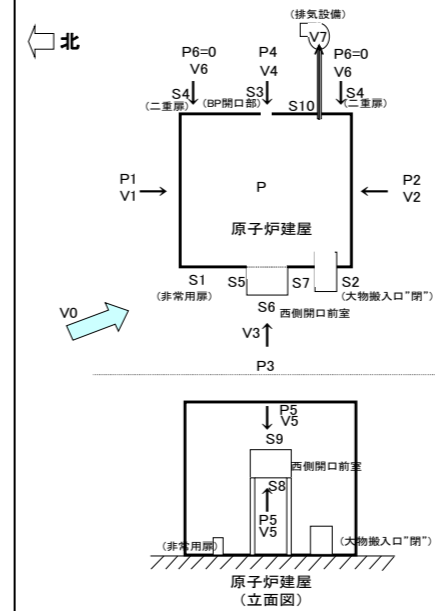 北
(排気設備)
V7
P6=0
V6
P4
V4
P6=0
V6
S4
(二重扉)
S3
(BP開口部)
S10
S4
(二重扉)
P1
V1
P
P2
V2
原子炉建屋
S1
(非常用扉)
S5
S7
S2
(大物搬入口"閉")
S6
西側開口前室
V0
V3
P3
P5
V5
S9
西側開口前室
S8
P5
V5
(非常用扉)
(大物搬入口"閉")
原子炉建屋
(立面図)